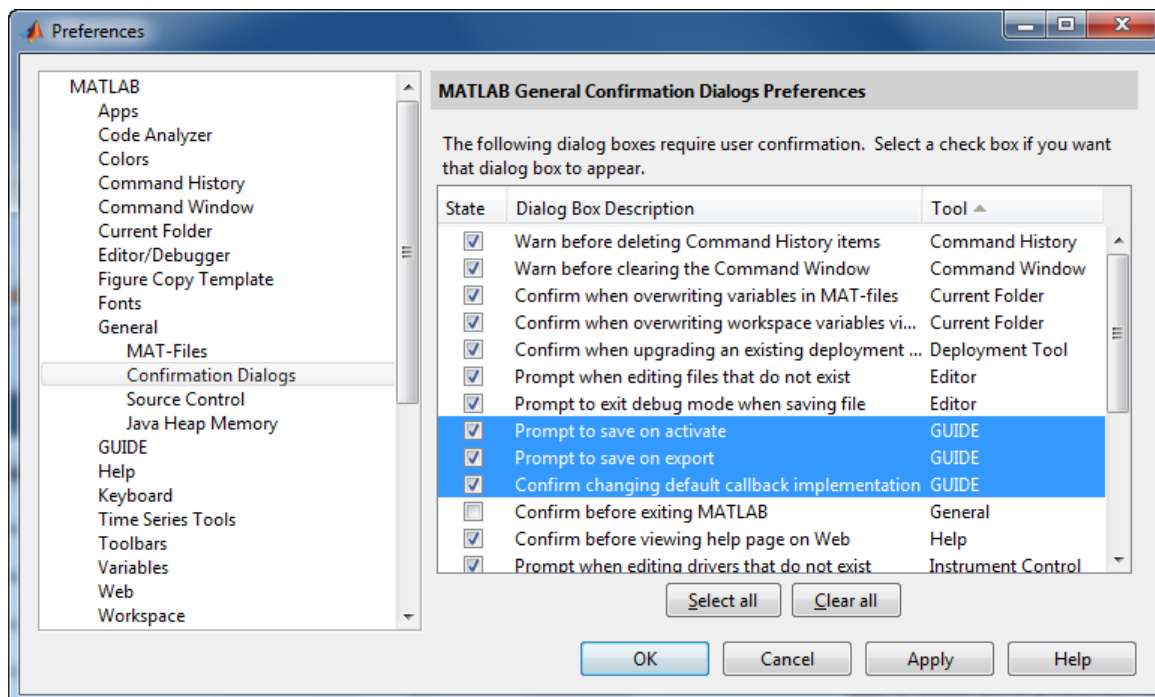 Preferences
MATLAB
Apps
Code Analyzer
Colors
Command History
Command Window
Current Folder
Editor/Debugger
Figure Copy Template
Fonts
General
MAT-Files
Confirmation Dialogs
Source Control
Java Heap Memory
GUIDE
Help
Keyboard
Time Series Tools
Toolbars
Variables
Web
Workspace
MATLAB General Confirmation Dialogs Preferences
The following dialog boxes require user confirmation.  Select a check box if you want
that dialog box to appear.
State Dialog Box Description Tool
Warn before deleting Command History items Command History
Warn before clearing the Command Window Command Window
Confirm when overwriting variables in MAT-files Current Folder
Confirm when overwriting workspace variables vi... Current Folder
Confirm when upgrading an existing deployment ... Deployment Tool
Prompt when editing files that do not exist Editor
Prompt to exit debug mode when saving file Editor
Prompt to save on activate GUIDE
Prompt to save on export GUIDE
Confirm changing default callback implementation GUIDE
Confirm before exiting MATLAB General
Confirm before viewing help page on Web Help
Prompt when editing drivers that do not exist Instrument Control
Select all Clear all
OK Cancel Apply Help